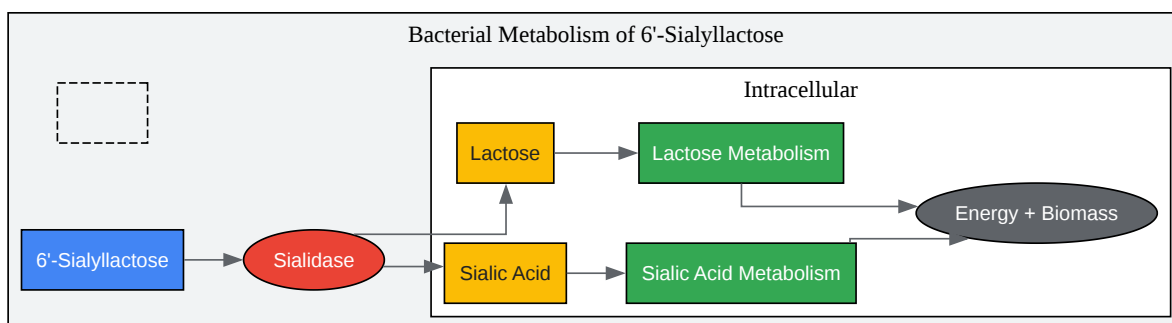 Bacterial Metabolism of 6'-Sialyllactose
Intracellular
Lactose
Lactose Metabolism
Energy + Biomass
6'-Sialyllactose
Sialidase
Sialic Acid
Sialic Acid Metabolism